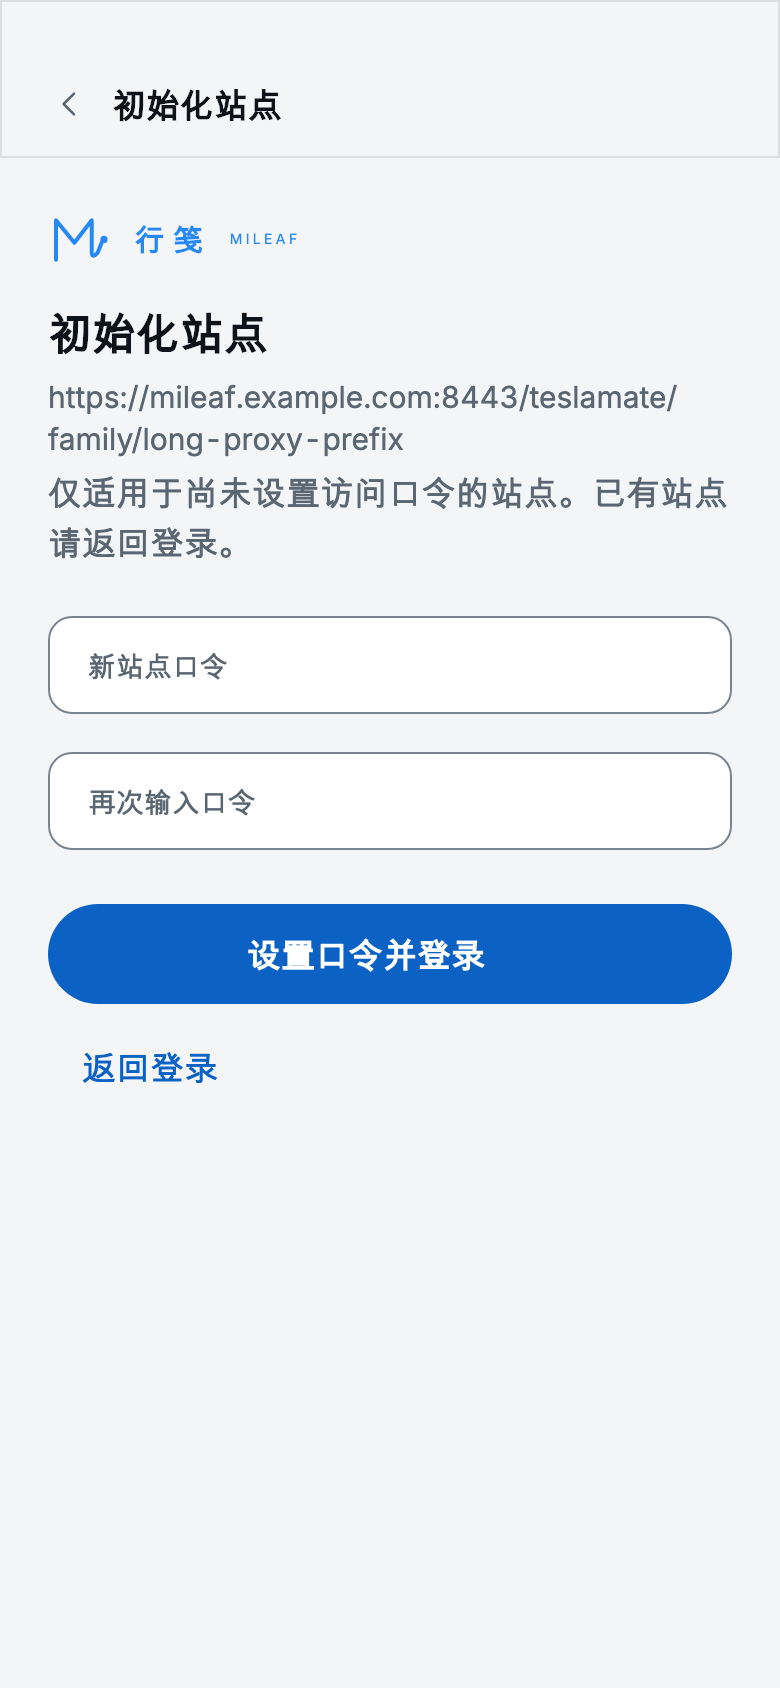 初始化站点
行笺 MILEAF
初始化站点
https://mileaf.example.com:8443/teslamate/
family/long-proxy-prefix
仅适用于尚未设置访问口令的站点。已有站点
请返回登录。
新站点口令
再次输入口令
设置口令并登录
返回登录